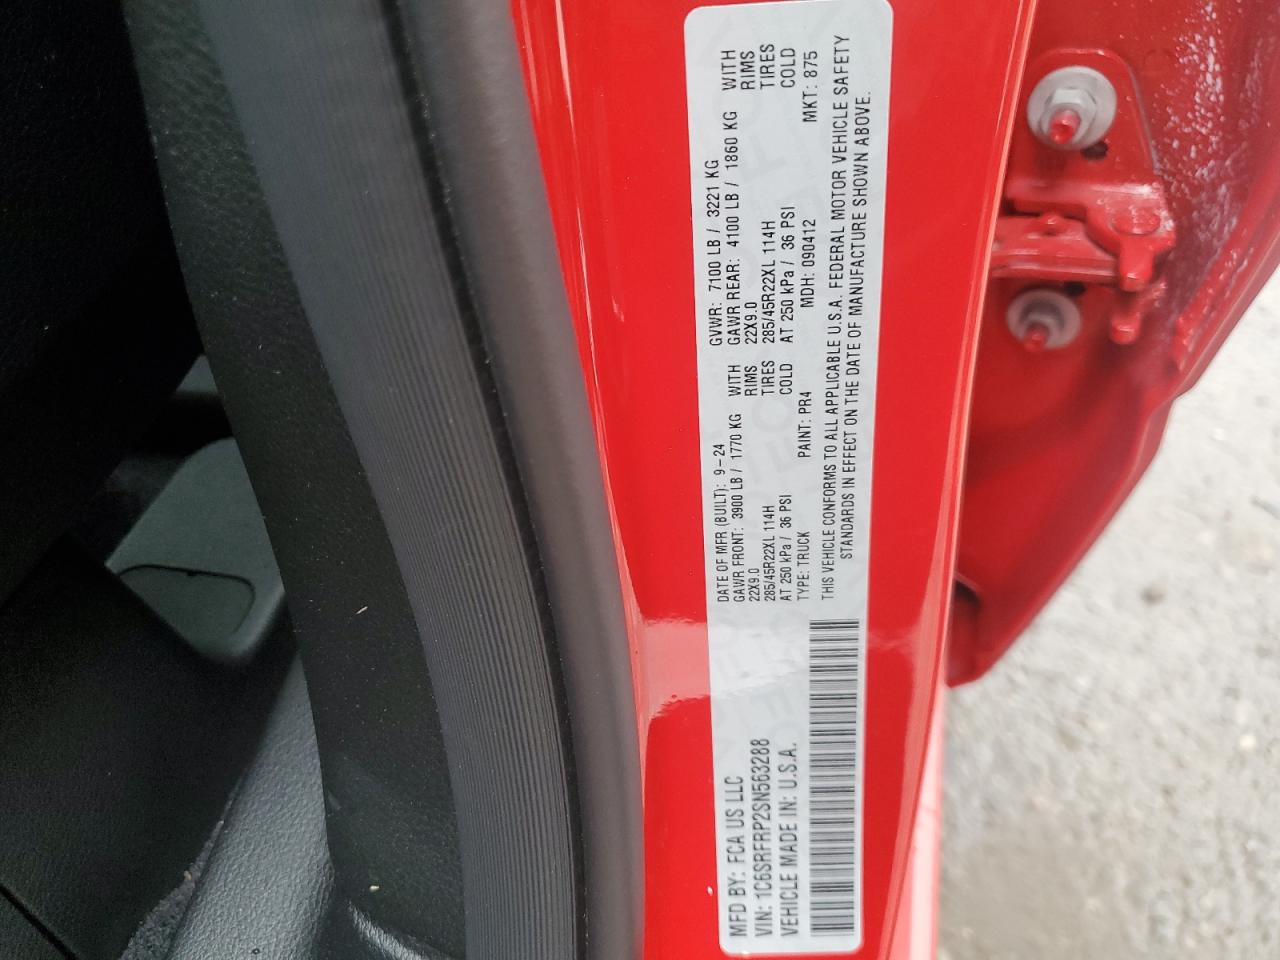 MFD BY: FCA US LLC
VIN: 1C6SRFRP2SN563288
VEHICLE MADE IN: U.S.A.
DATE OF MFR (BUILT): 9-24 GVWR: 7100 LB / 3221 KG
GAWR FRONT: 3900 LB / 1770 KG WITH GAWR REAR: 4100 LB / 1860 KG WITH
22X9.0 RIMS 22X9.0 RIMS
285/45R22XL 114H TIRES 285/45R22XL 114H TIRES
AT 250 kPa / 36 PSI COLD AT 250 kPa / 36 PSI COLD
TYPE: TRUCK PAINT: PR4 MDH: 090412 MKT: 875
THIS VEHICLE CONFORMS TO ALL APPLICABLE U.S.A. FEDERAL MOTOR VEHICLE SAFETY
STANDARDS IN EFFECT ON THE DATE OF MANUFACTURE SHOWN ABOVE.